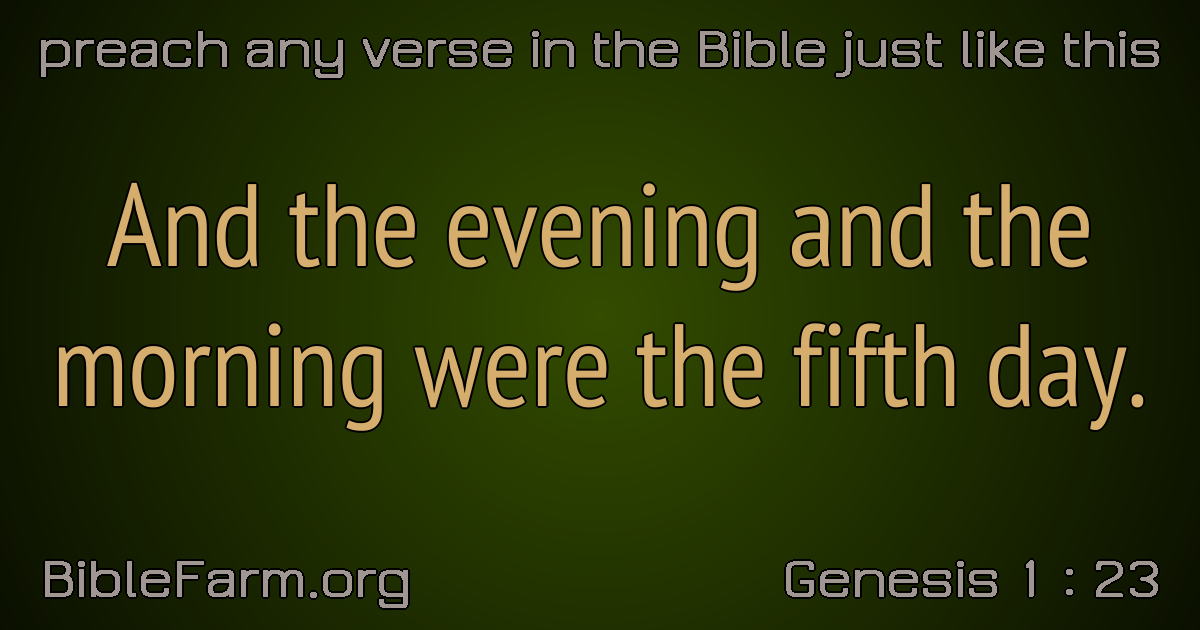 preach any verse in the Bible just like this
And the evening and the
morning were the fifth day.
BibleFarm.org
Genesis 1 : 23